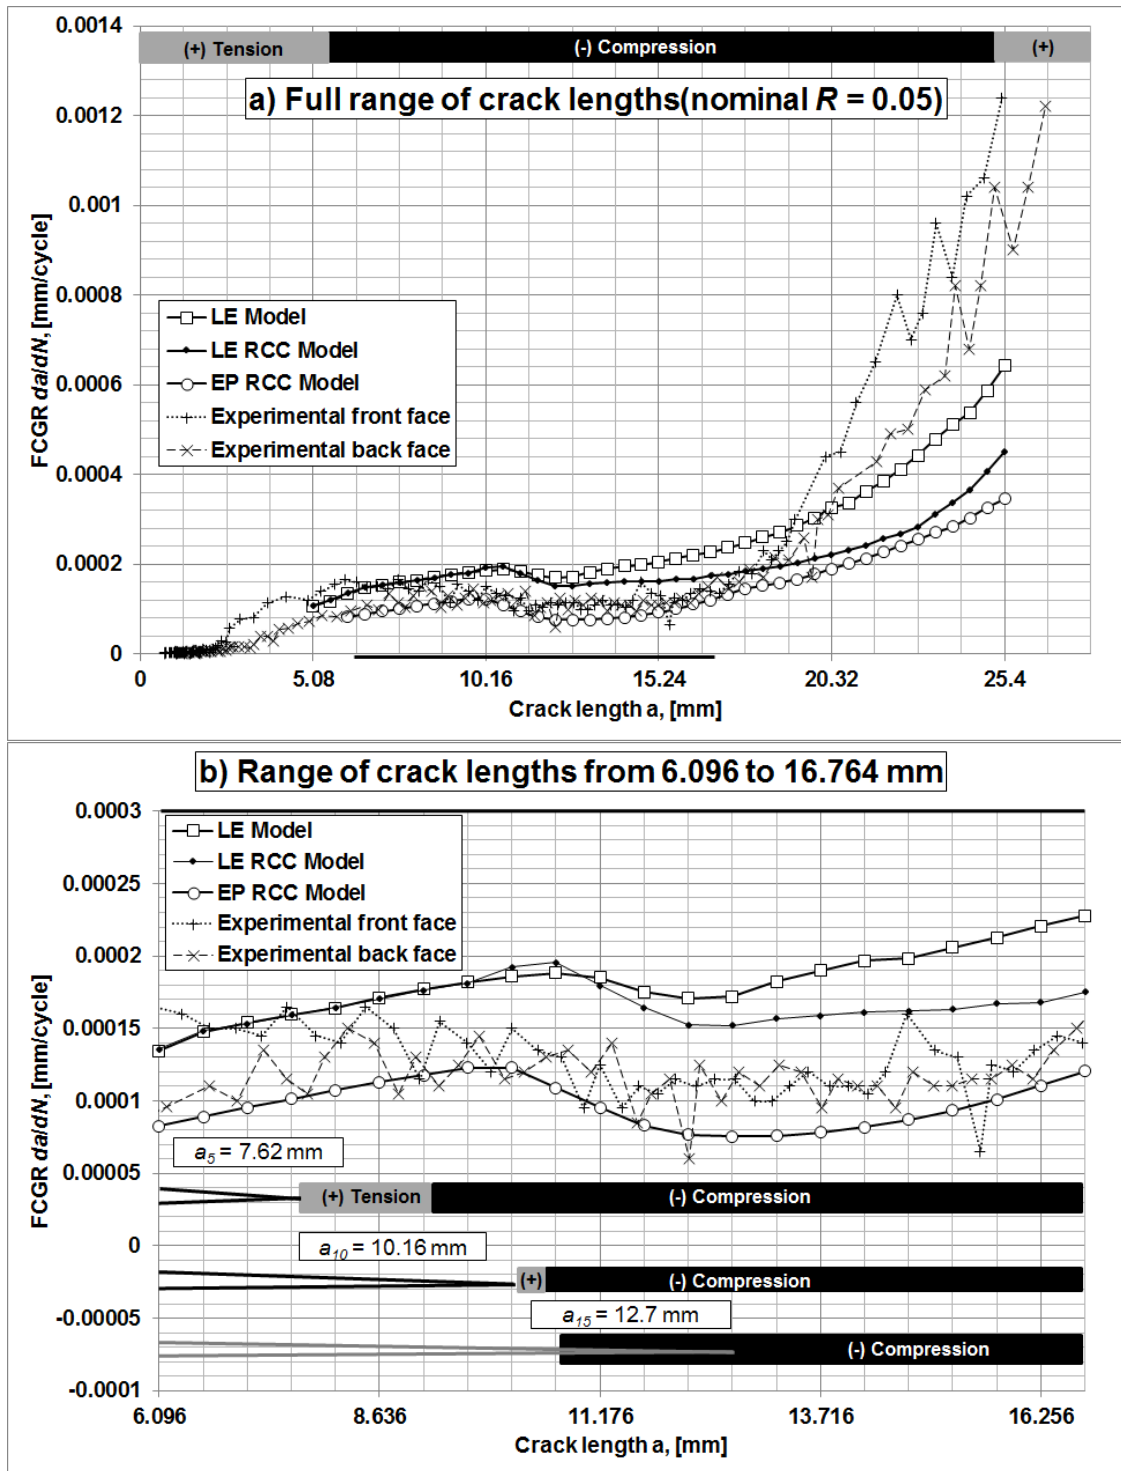 0.0014
(+) Tension
(-) Compression
(+)
a) Full range of crack lengths(nominal R = 0.05)
0.0012
0.001
0.0008
0.0006
0.0004
0.0002
0
FCGR da/dN, [mm/cycle]
LE Model
LE RCC Model
EP RCC Model
Experimental front face
Experimental back face
0
5.08
10.16
15.24
20.32
25.4
Crack length a, [mm]
b) Range of crack lengths from 6.096 to 16.764 mm
0.0003
0.00025
0.0002
0.00015
0.0001
0.00005
0
-0.00005
-0.0001
FCGR da/dN, [mm/cycle]
LE Model
LE RCC Model
EP RCC Model
Experimental front face
Experimental back face
a5 = 7.62 mm
(+) Tension
(-) Compression
a10 = 10.16 mm
(+)
(-) Compression
a15 = 12.7 mm
(-) Compression
6.096
8.636
11.176
13.716
16.256
Crack length a, [mm]